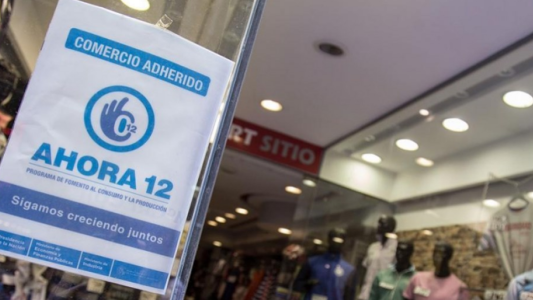 COMERCIO ADHERIDO
12
AHORA 12
PROGRAMA DE FOMENTO AL CONSUMO Y LA PRODUCCIÓN
Sigamos creciendo juntos
RT SITIO